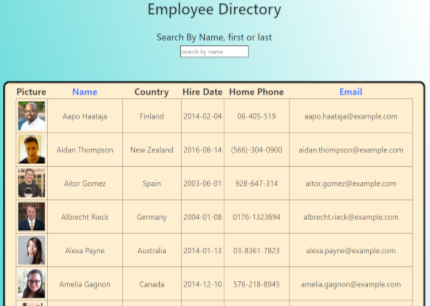 Employee Directory
Search By Name, first or last
search by name
Picture Name Country Hire Date Home Phone Email
Aapo Haataja Finland 2014-02-04 06-405-519 aapo.haataja@example.com
Aidan Thompson New Zealand 2016-08-14 (566)-304-0900 aidan.thompson@example.com
Aitor Gomez Spain 2003-06-01 928-647-314 aitor.gomez@example.com
Albrecht Rieck Germany 2004-01-08 0176-1323694 albrecht.rieck@example.com
Alexa Payne Australia 2014-01-13 03-8361-7823 alexa.payne@example.com
Amelia Gagnon Canada 2014-12-10 576-218-8945 amelia.gagnon@example.com